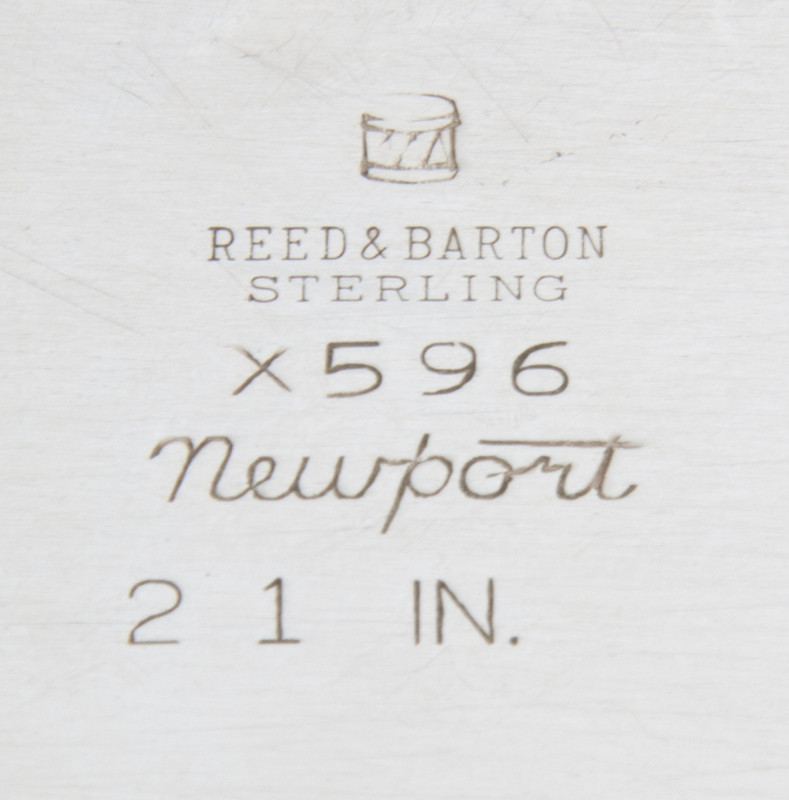 REED & BARTON
STERLING
X596
Newport
21 IN.